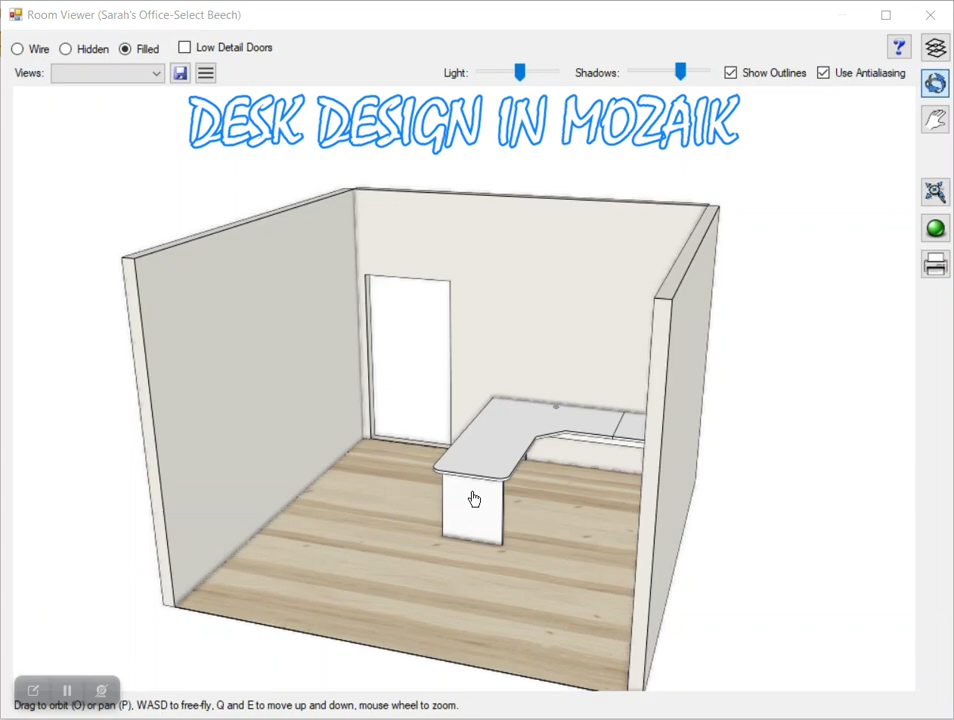 Room Viewer (Sarah's Office-Select Beech)
Wire Hidden Filled Low Detail Doors
Views: Light: Shadows: Show Outlines Use Antialiasing
DESK DESIGN IN MOZAIK
Drag to orbit (O) or pan (P), WASD to free-fly, Q and E to move up and down, mouse wheel to zoom.